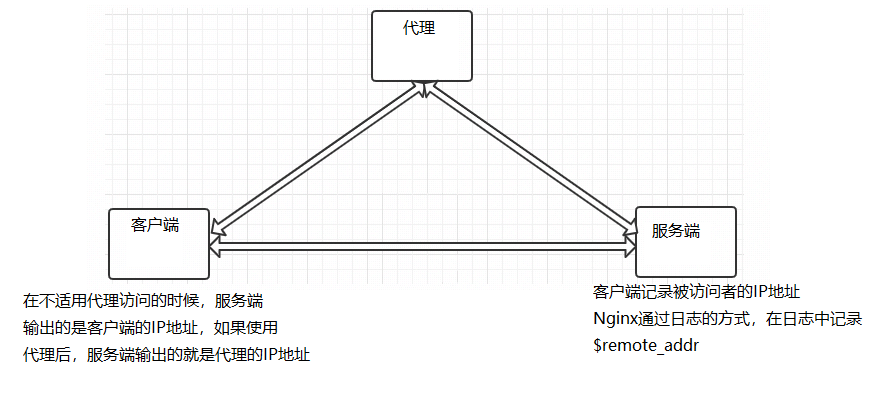 代理
客户端
服务端
在不适用代理访问的时候，服务端
输出的是客户端的IP地址，如果使用
代理后，服务端输出的就是代理的IP地址
客户端记录被访问者的IP地址
Nginx通过日志的方式，在日志中记录
$remote_addr